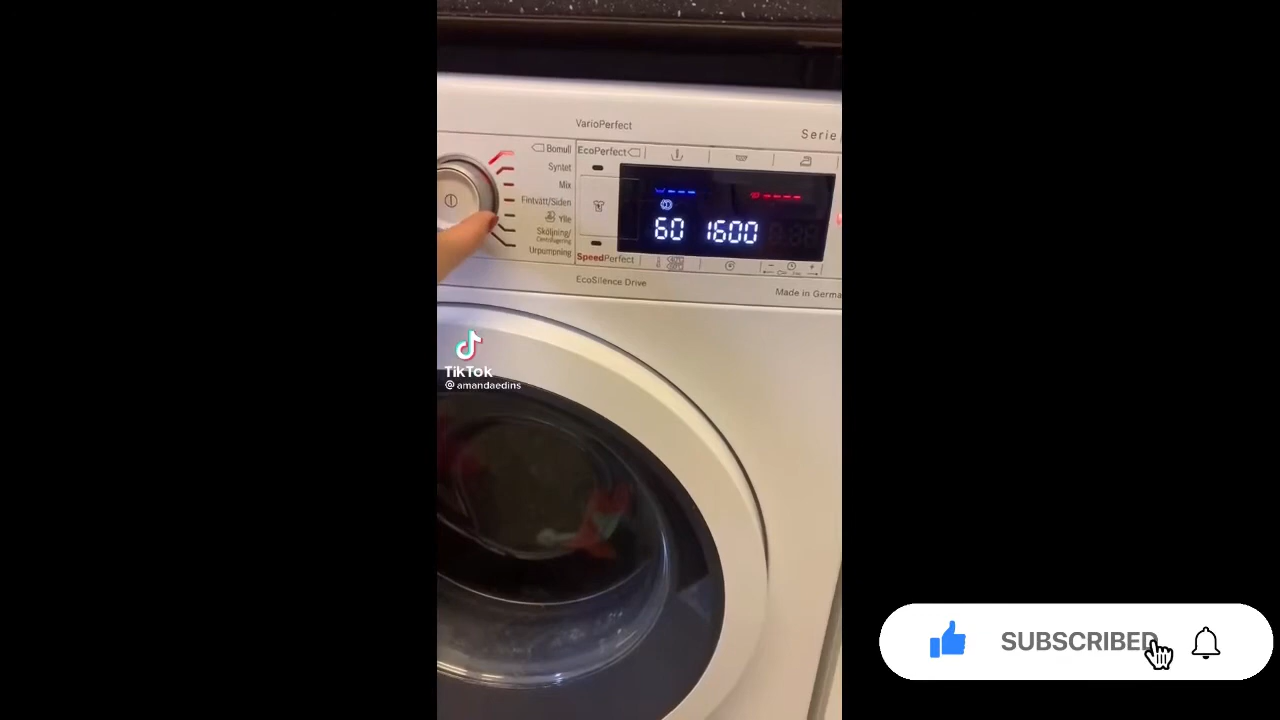 VarioPerfect
Serie
Bomull
EcoPerfect
Syntet
Mix
Fintvätt/Siden
Ylle
Sköljning/
Centrifugering
Urpumpning
60 1600
SpeedPerfect
EcoSilence Drive
Made in Germa
TikTok
@amandaedins
SUBSCRIBED